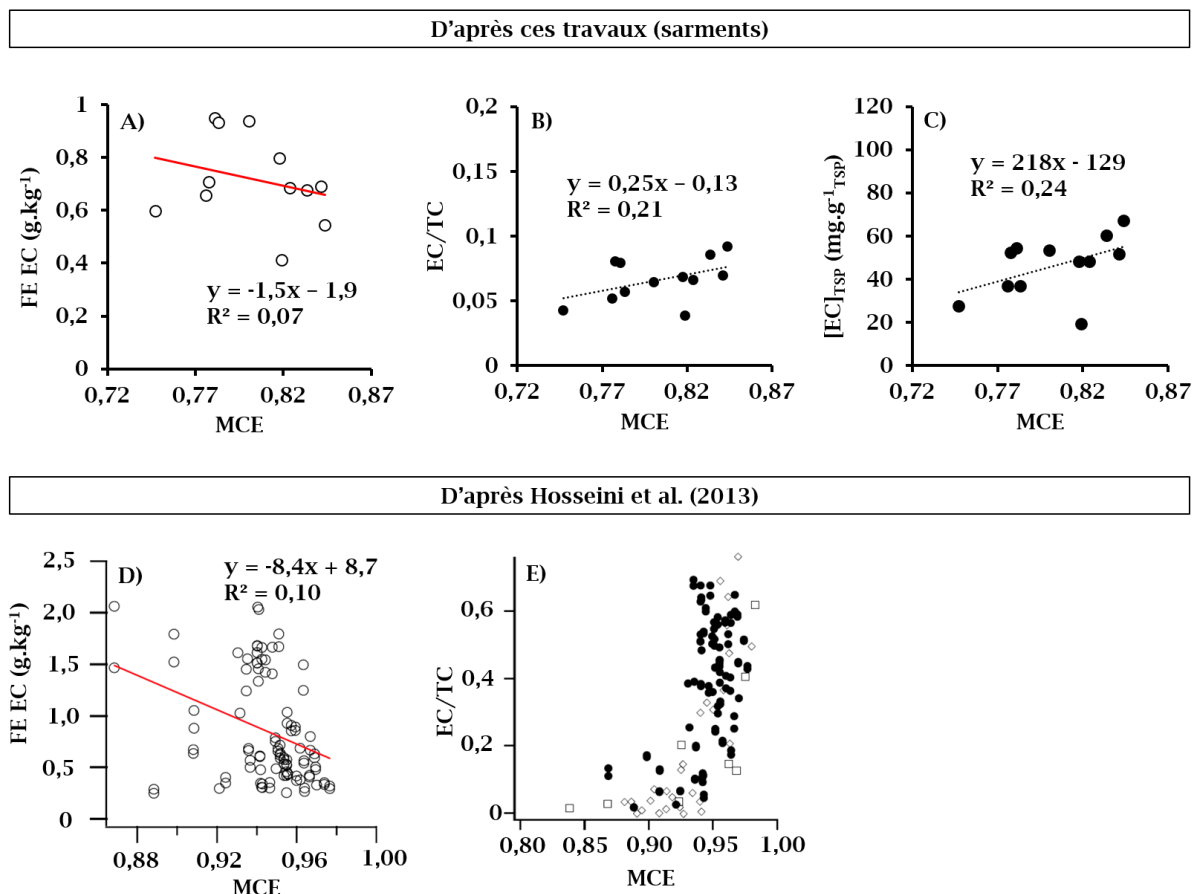 D'après ces travaux (sarments)
A)
FE EC (g.kg⁻¹)
1
0,8
0,6
0,4
0,2
0
y = -1,5x – 1,9
R² = 0,07
0,72 0,77 0,82 0,87
MCE
B)
EC/TC
0,2
0,15
0,1
0,05
0
y = 0,25x – 0,13
R² = 0,21
0,72 0,77 0,82 0,87
MCE
C)
[EC]TSP (mg.g⁻¹TSP)
120
100
80
60
40
20
0
y = 218x - 129
R² = 0,24
0,72 0,77 0,82 0,87
MCE
D'après Hosseini et al. (2013)
D)
FE EC (g.kg⁻¹)
2,5
2,0
1,5
1,0
0,5
0
y = -8,4x + 8,7
R² = 0,10
0,88 0,92 0,96 1,00
MCE
E)
EC/TC
0,6
0,4
0,2
0
0,80 0,85 0,90 0,95 1,00
MCE